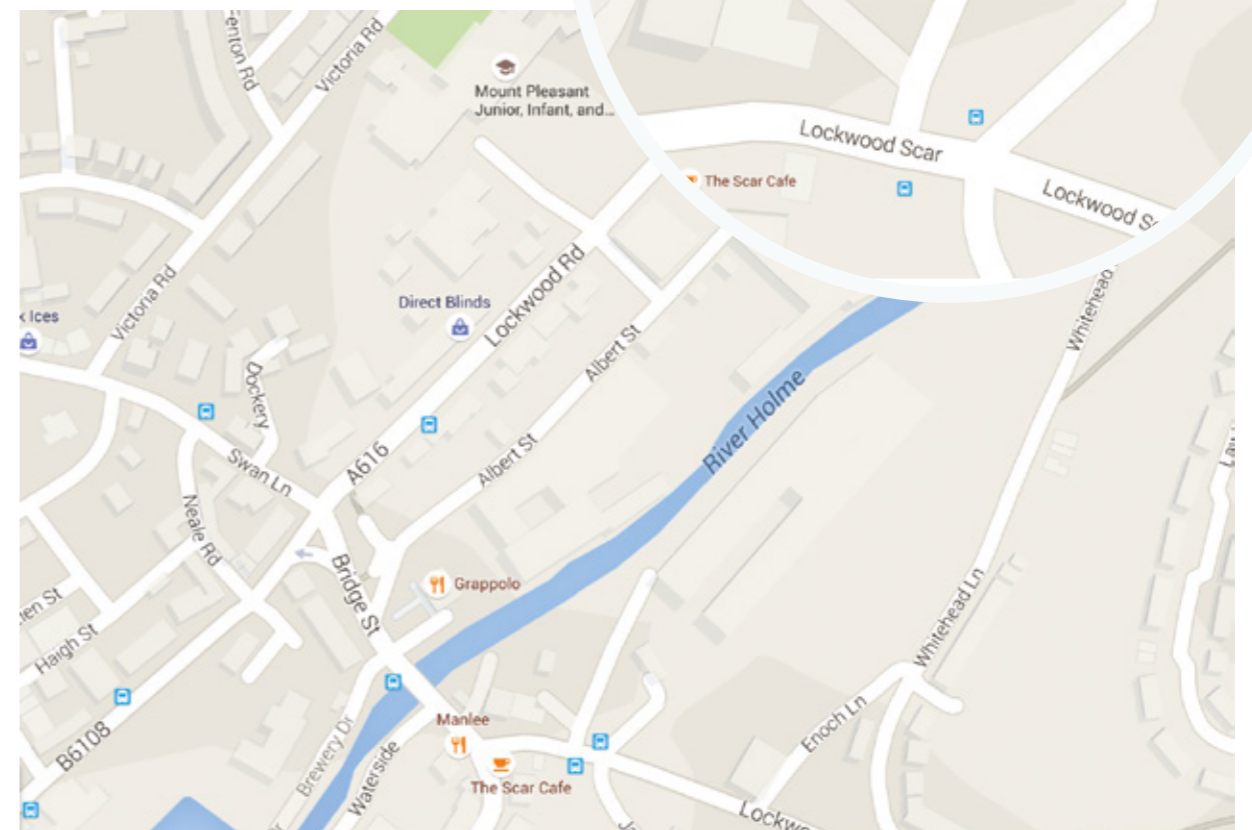 Fenton Rd
Victoria Rd
Mount Pleasant
Junior, Infant, and...
Lockwood Scar
The Scar Cafe
Lockwood S
Victoria Rd
Ices
Direct Blinds
Lockwood Rd
Albert St
Whitehead
Dockery
River Holme
A616
Swan Ln
Albert St
Neale Rd
Bridge St
Grappolo
Haigh St
Whitehead Ln
Enoch Ln
Manlee
B6108
Brewery Dr
Waterside
The Scar Cafe
Lockw